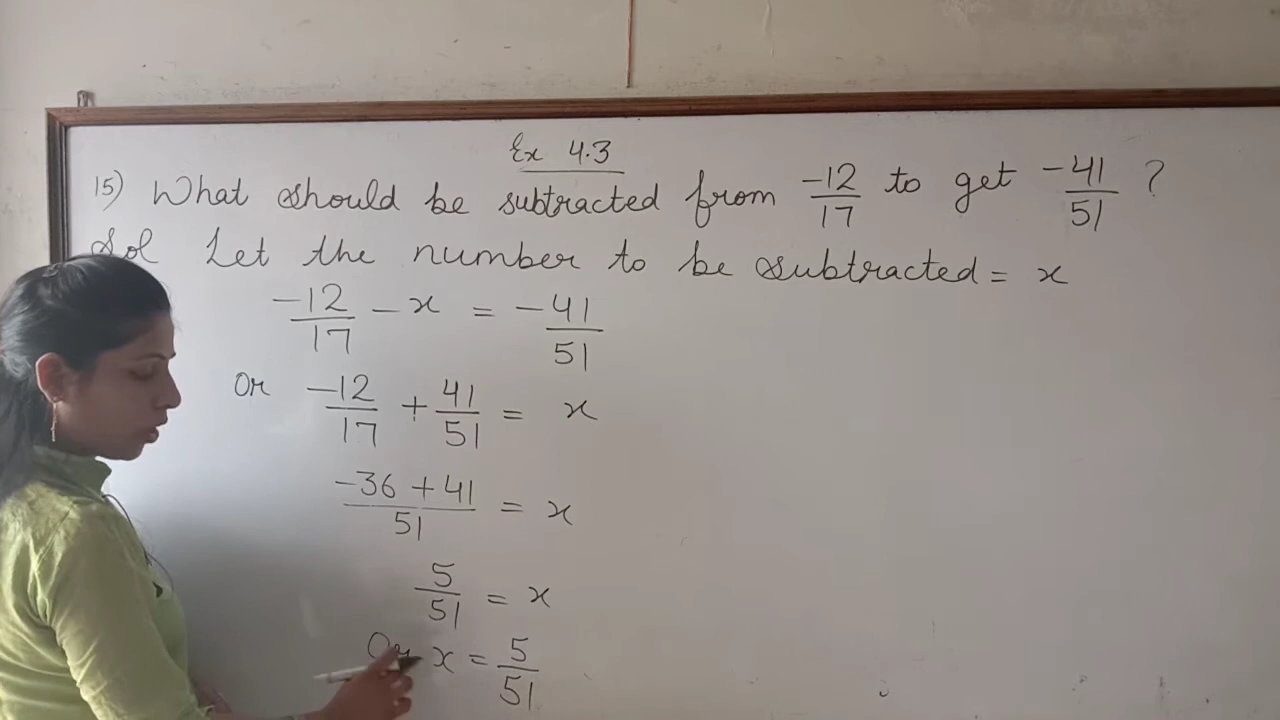 Ex 4.3
15) What should be subtracted from -12/17 to get -41/51 ?
Sol Let the number to be subtracted = x
-12/17 - x = -41/51
or -12/17 + 41/51 = x
-36 + 41/51 = x
5/51 = x
Or x = 5/51